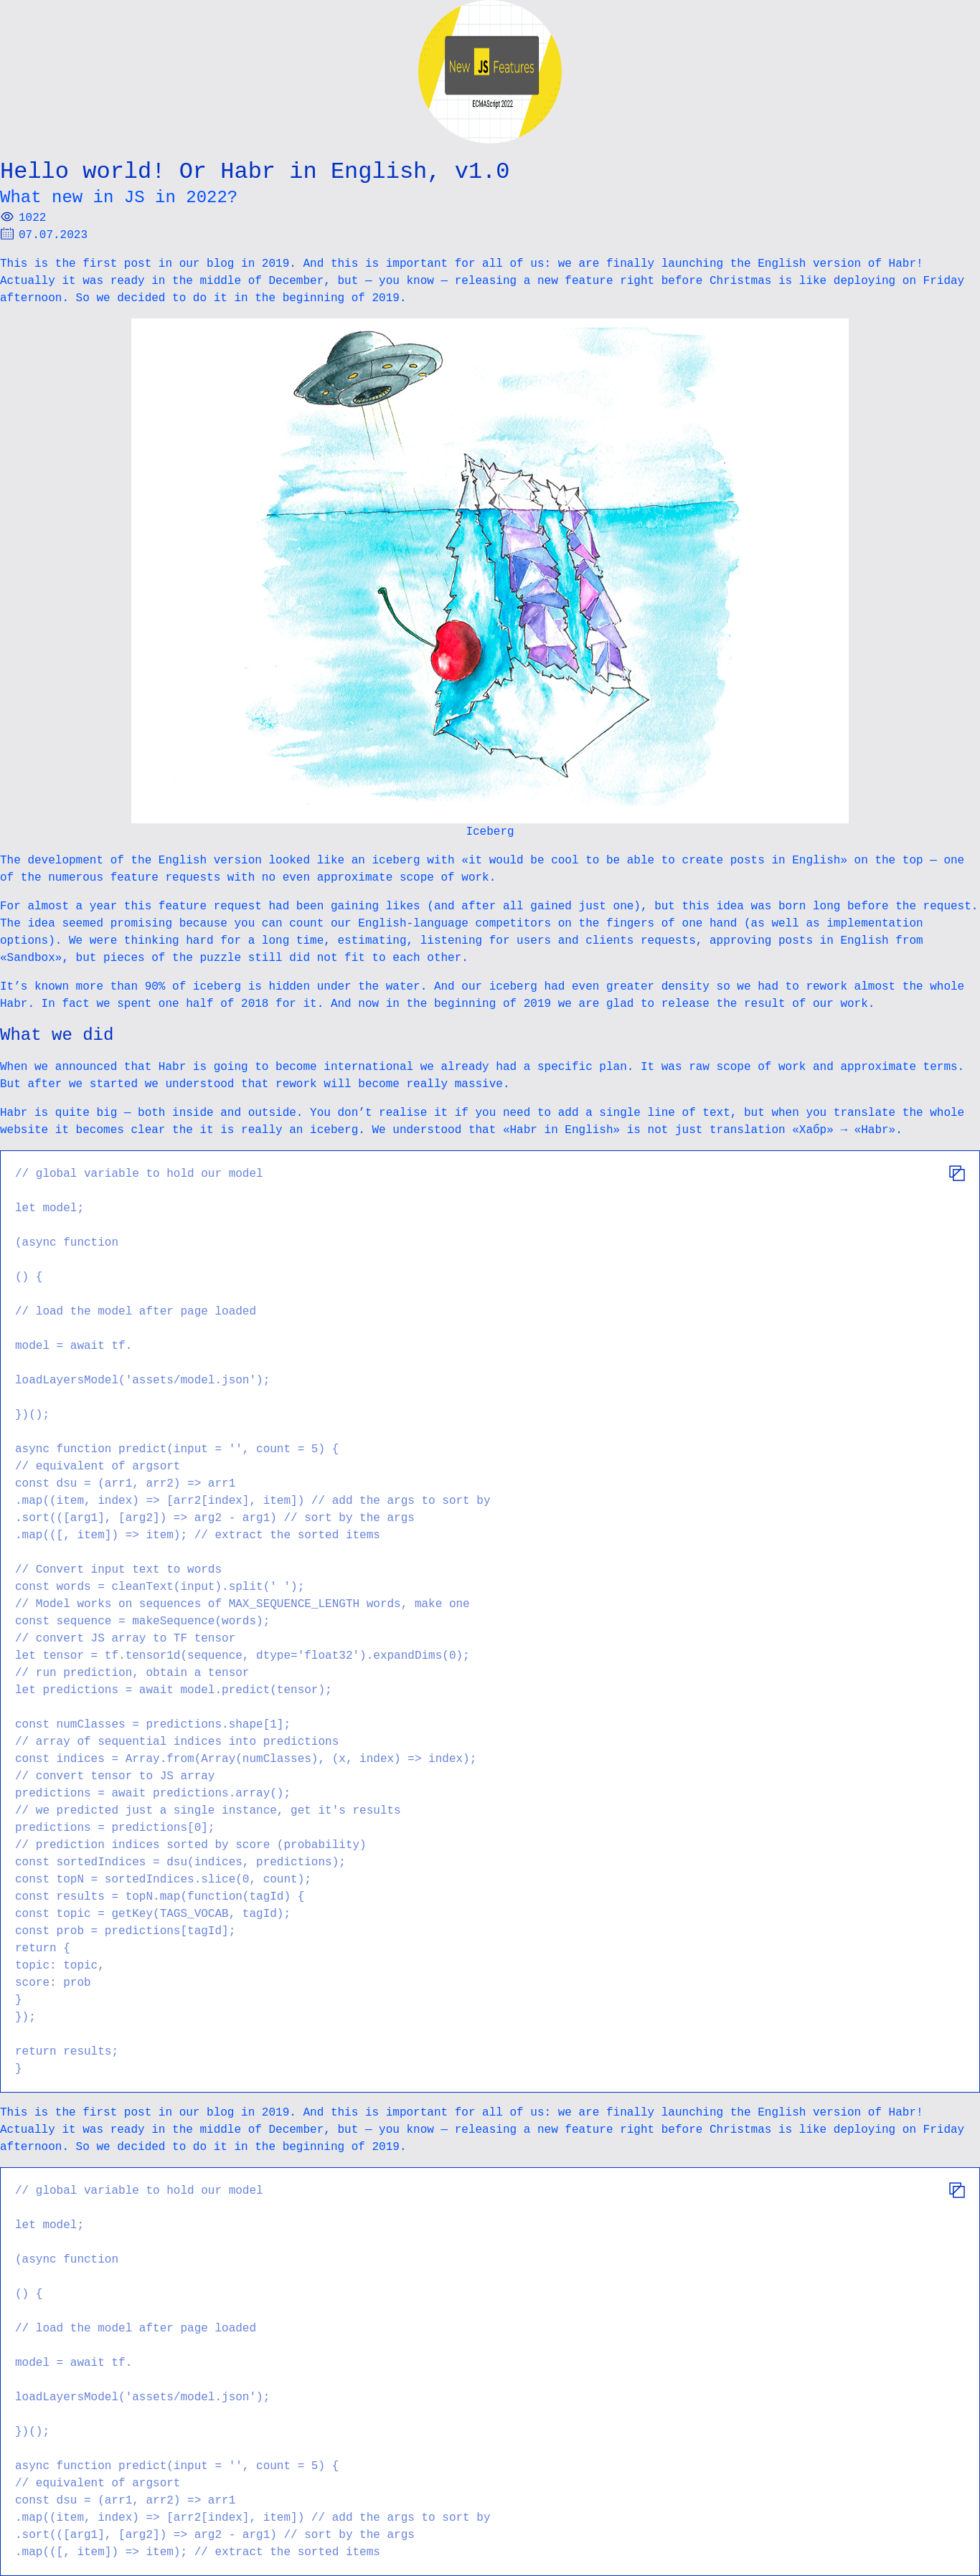 New JS Features
ECMAScript 2022
Hello world! Or Habr in English, v1.0
What new in JS in 2022?
1022
07.07.2023
This is the first post in our blog in 2019. And this is important for all of us: we are finally launching the English version of Habr!
Actually it was ready in the middle of December, but — you know — releasing a new feature right before Christmas is like deploying on Friday
afternoon. So we decided to do it in the beginning of 2019.
Iceberg
The development of the English version looked like an iceberg with «it would be cool to be able to create posts in English» on the top — one
of the numerous feature requests with no even approximate scope of work.
For almost a year this feature request had been gaining likes (and after all gained just one), but this idea was born long before the request.
The idea seemed promising because you can count our English-language competitors on the fingers of one hand (as well as implementation
options). We were thinking hard for a long time, estimating, listening for users and clients requests, approving posts in English from
«Sandbox», but pieces of the puzzle still did not fit to each other.
It’s known more than 90% of iceberg is hidden under the water. And our iceberg had even greater density so we had to rework almost the whole
Habr. In fact we spent one half of 2018 for it. And now in the beginning of 2019 we are glad to release the result of our work.
What we did
When we announced that Habr is going to become international we already had a specific plan. It was raw scope of work and approximate terms.
But after we started we understood that rework will become really massive.
Habr is quite big — both inside and outside. You don’t realise it if you need to add a single line of text, but when you translate the whole
website it becomes clear the it is really an iceberg. We understood that «Habr in English» is not just translation «Хабр» → «Habr».
// global variable to hold our model
let model;
(async function
() {
// load the model after page loaded
model = await tf.
loadLayersModel('assets/model.json');
})();
async function predict(input = '', count = 5) {
// equivalent of argsort
const dsu = (arr1, arr2) => arr1
.map((item, index) => [arr2[index], item]) // add the args to sort by
.sort(([arg1], [arg2]) => arg2 - arg1) // sort by the args
.map(([, item]) => item); // extract the sorted items
// Convert input text to words
const words = cleanText(input).split(' ');
// Model works on sequences of MAX_SEQUENCE_LENGTH words, make one
const sequence = makeSequence(words);
// convert JS array to TF tensor
let tensor = tf.tensor1d(sequence, dtype='float32').expandDims(0);
// run prediction, obtain a tensor
let predictions = await model.predict(tensor);
const numClasses = predictions.shape[1];
// array of sequential indices into predictions
const indices = Array.from(Array(numClasses), (x, index) => index);
// convert tensor to JS array
predictions = await predictions.array();
// we predicted just a single instance, get it's results
predictions = predictions[0];
// prediction indices sorted by score (probability)
const sortedIndices = dsu(indices, predictions);
const topN = sortedIndices.slice(0, count);
const results = topN.map(function(tagId) {
const topic = getKey(TAGS_VOCAB, tagId);
const prob = predictions[tagId];
return {
topic: topic,
score: prob
}
});
return results;
}
This is the first post in our blog in 2019. And this is important for all of us: we are finally launching the English version of Habr!
Actually it was ready in the middle of December, but — you know — releasing a new feature right before Christmas is like deploying on Friday
afternoon. So we decided to do it in the beginning of 2019.
// global variable to hold our model
let model;
(async function
() {
// load the model after page loaded
model = await tf.
loadLayersModel('assets/model.json');
})();
async function predict(input = '', count = 5) {
// equivalent of argsort
const dsu = (arr1, arr2) => arr1
.map((item, index) => [arr2[index], item]) // add the args to sort by
.sort(([arg1], [arg2]) => arg2 - arg1) // sort by the args
.map(([, item]) => item); // extract the sorted items